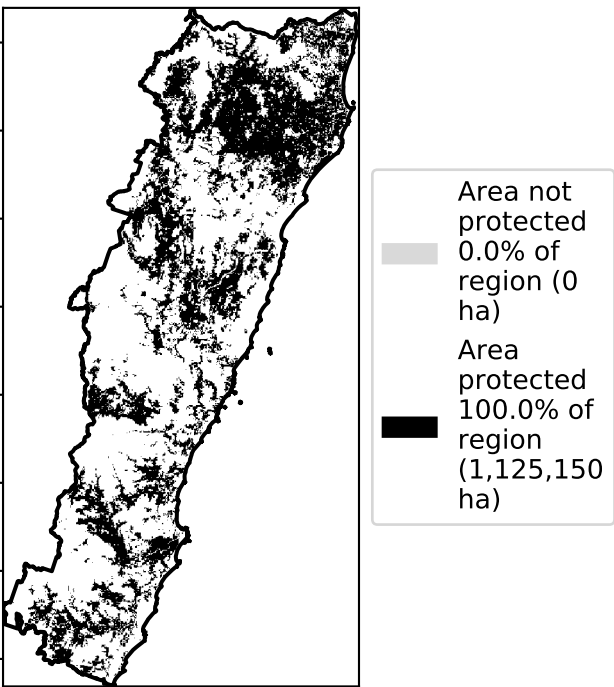 Area not
protected
0.0% of
region (0
ha)
Area
protected
100.0% of
region
(1,125,150
ha)